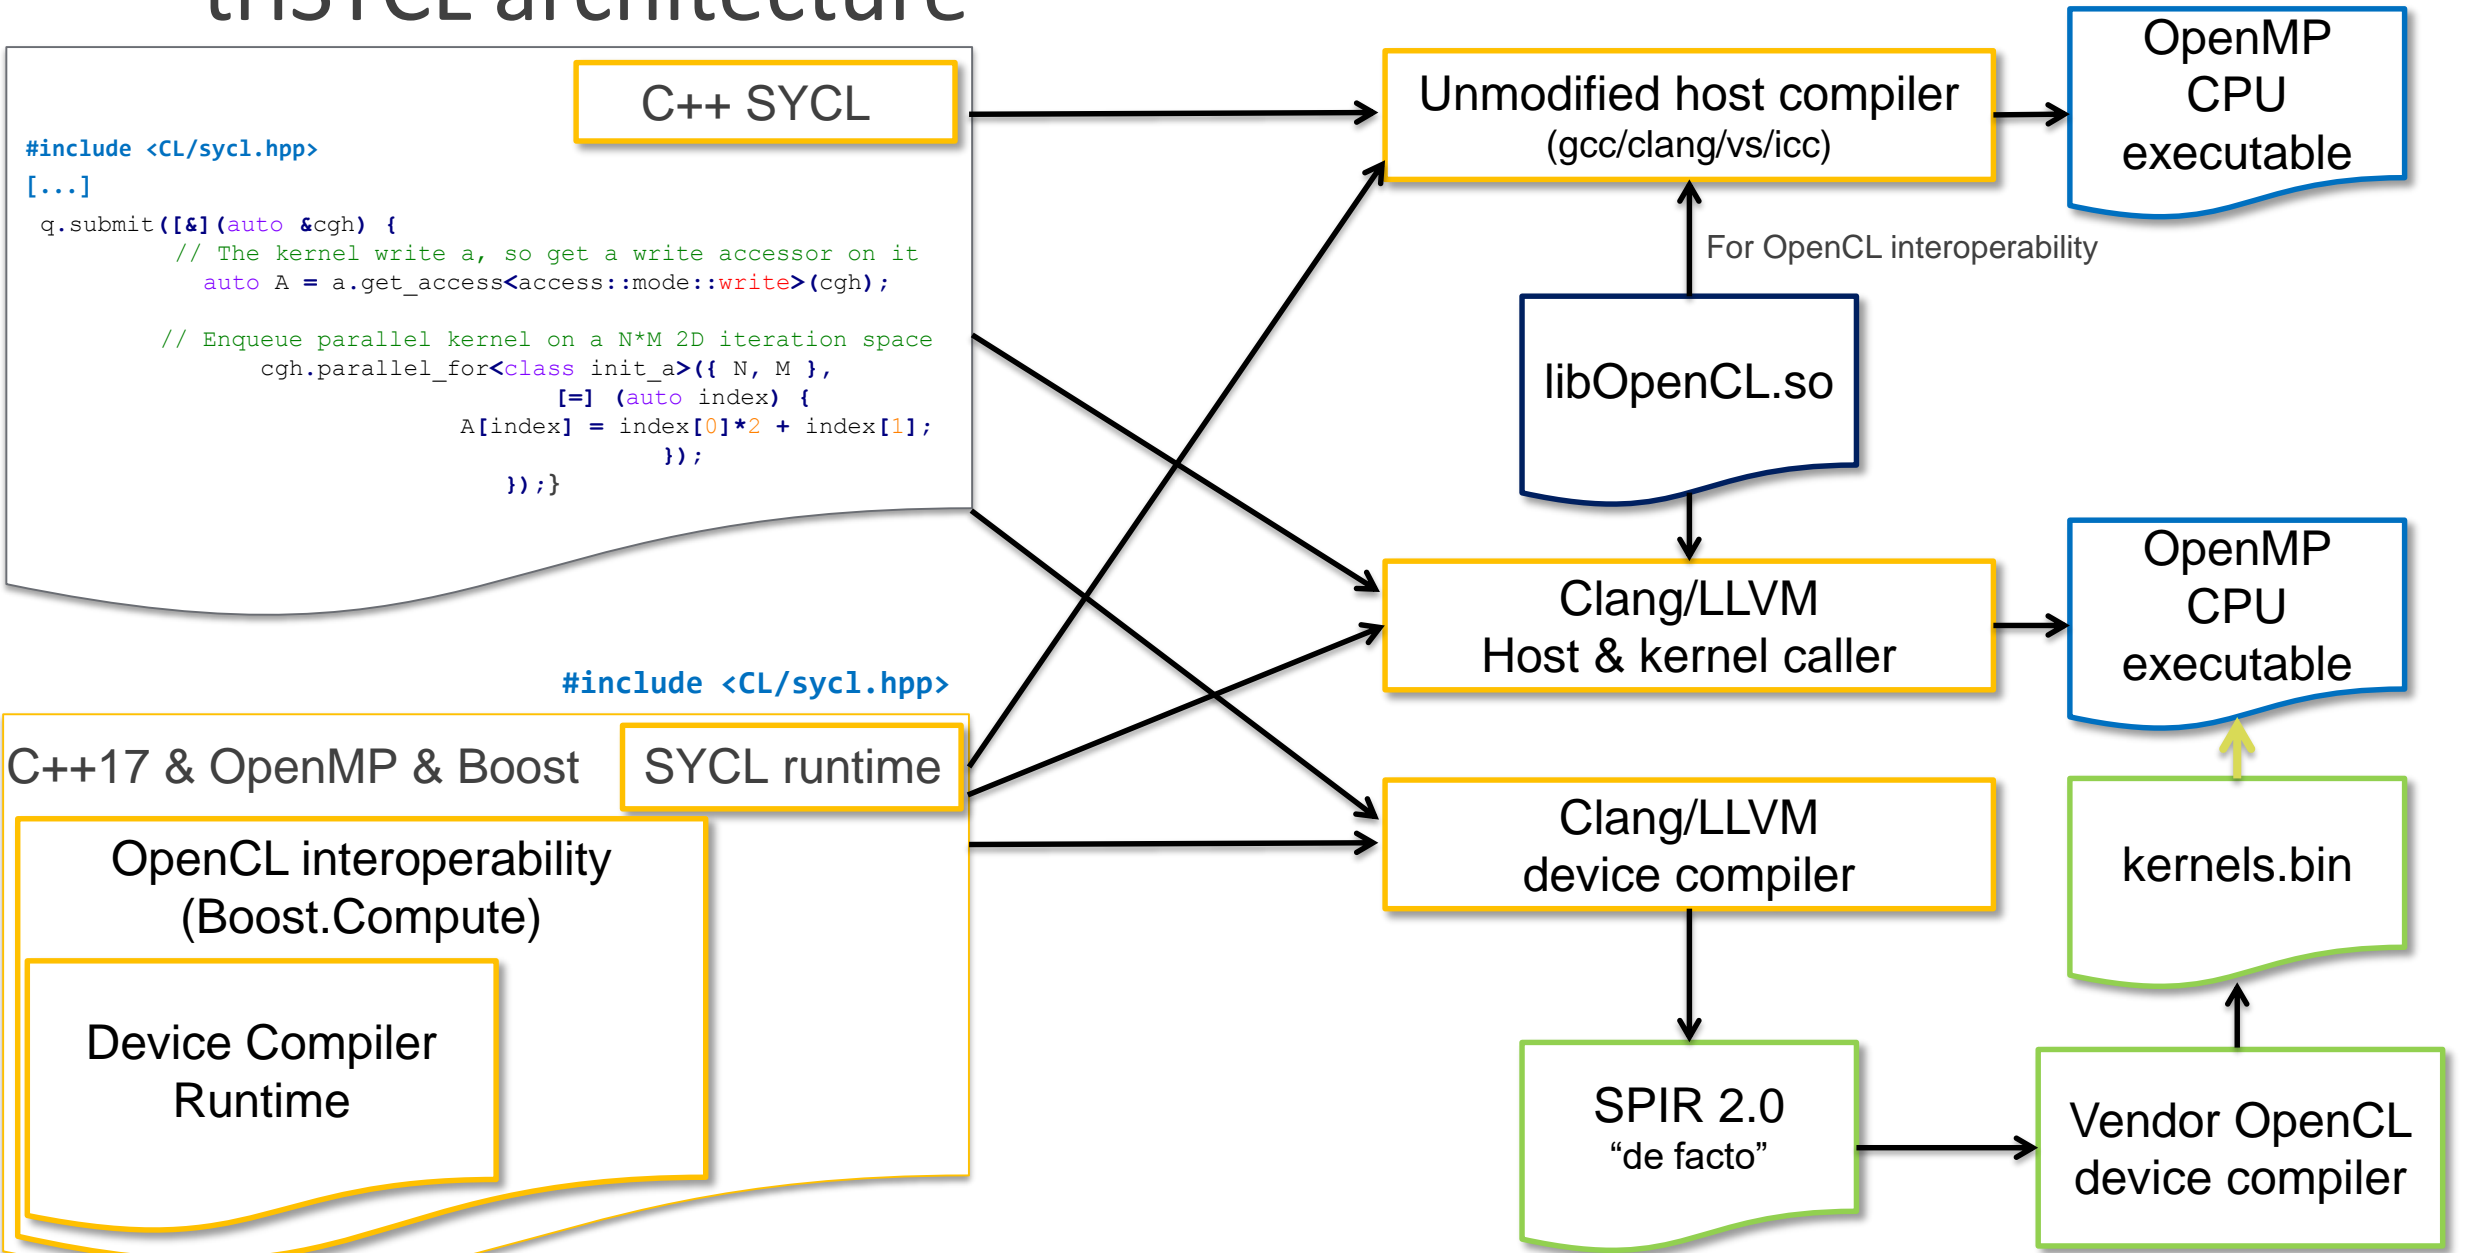 triSYCL architecture
C++ SYCL
#include <CL/sycl.hpp>
[...]
q.submit([&](auto &cgh) {
// The kernel write a, so get a write accessor on it
auto A = a.get_access<access::mode::write>(cgh);
// Enqueue parallel kernel on a N*M 2D iteration space
cgh.parallel_for<class init_a>({ N, M },
[=] (auto index) {
A[index] = index[0]*2 + index[1];
});
});}
#include <CL/sycl.hpp>
C++17 & OpenMP & Boost
SYCL runtime
OpenCL interoperability
(Boost.Compute)
Device Compiler
Runtime
Unmodified host compiler
(gcc/clang/vs/icc)
For OpenCL interoperability
libOpenCL.so
Clang/LLVM
Host & kernel caller
Clang/LLVM
device compiler
SPIR 2.0
“de facto”
OpenMP
CPU
executable
OpenMP
CPU
executable
kernels.bin
Vendor OpenCL
device compiler